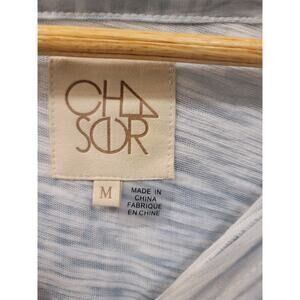 CHA
SER
M
MADE IN
CHINA
FABRIQUE
EN CHINE